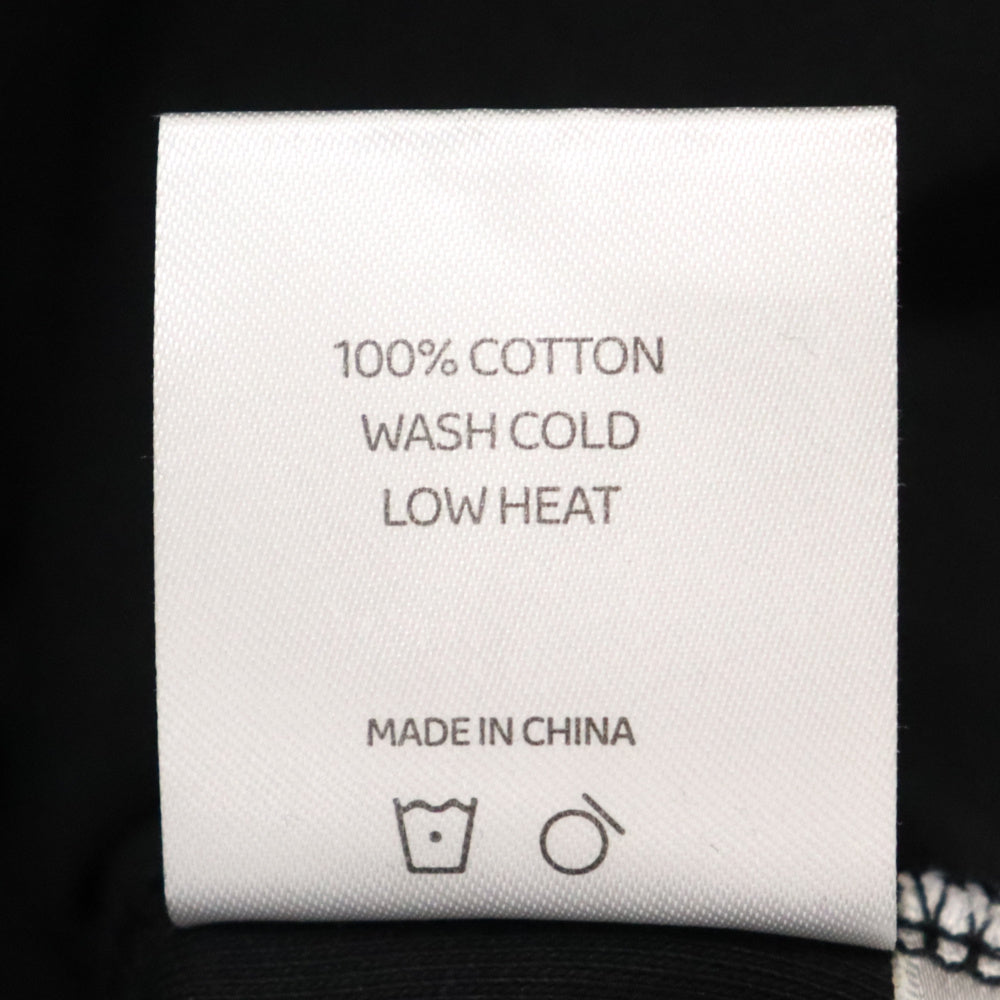 100% COTTON
WASH COLD
LOW HEAT
MADE IN CHINA